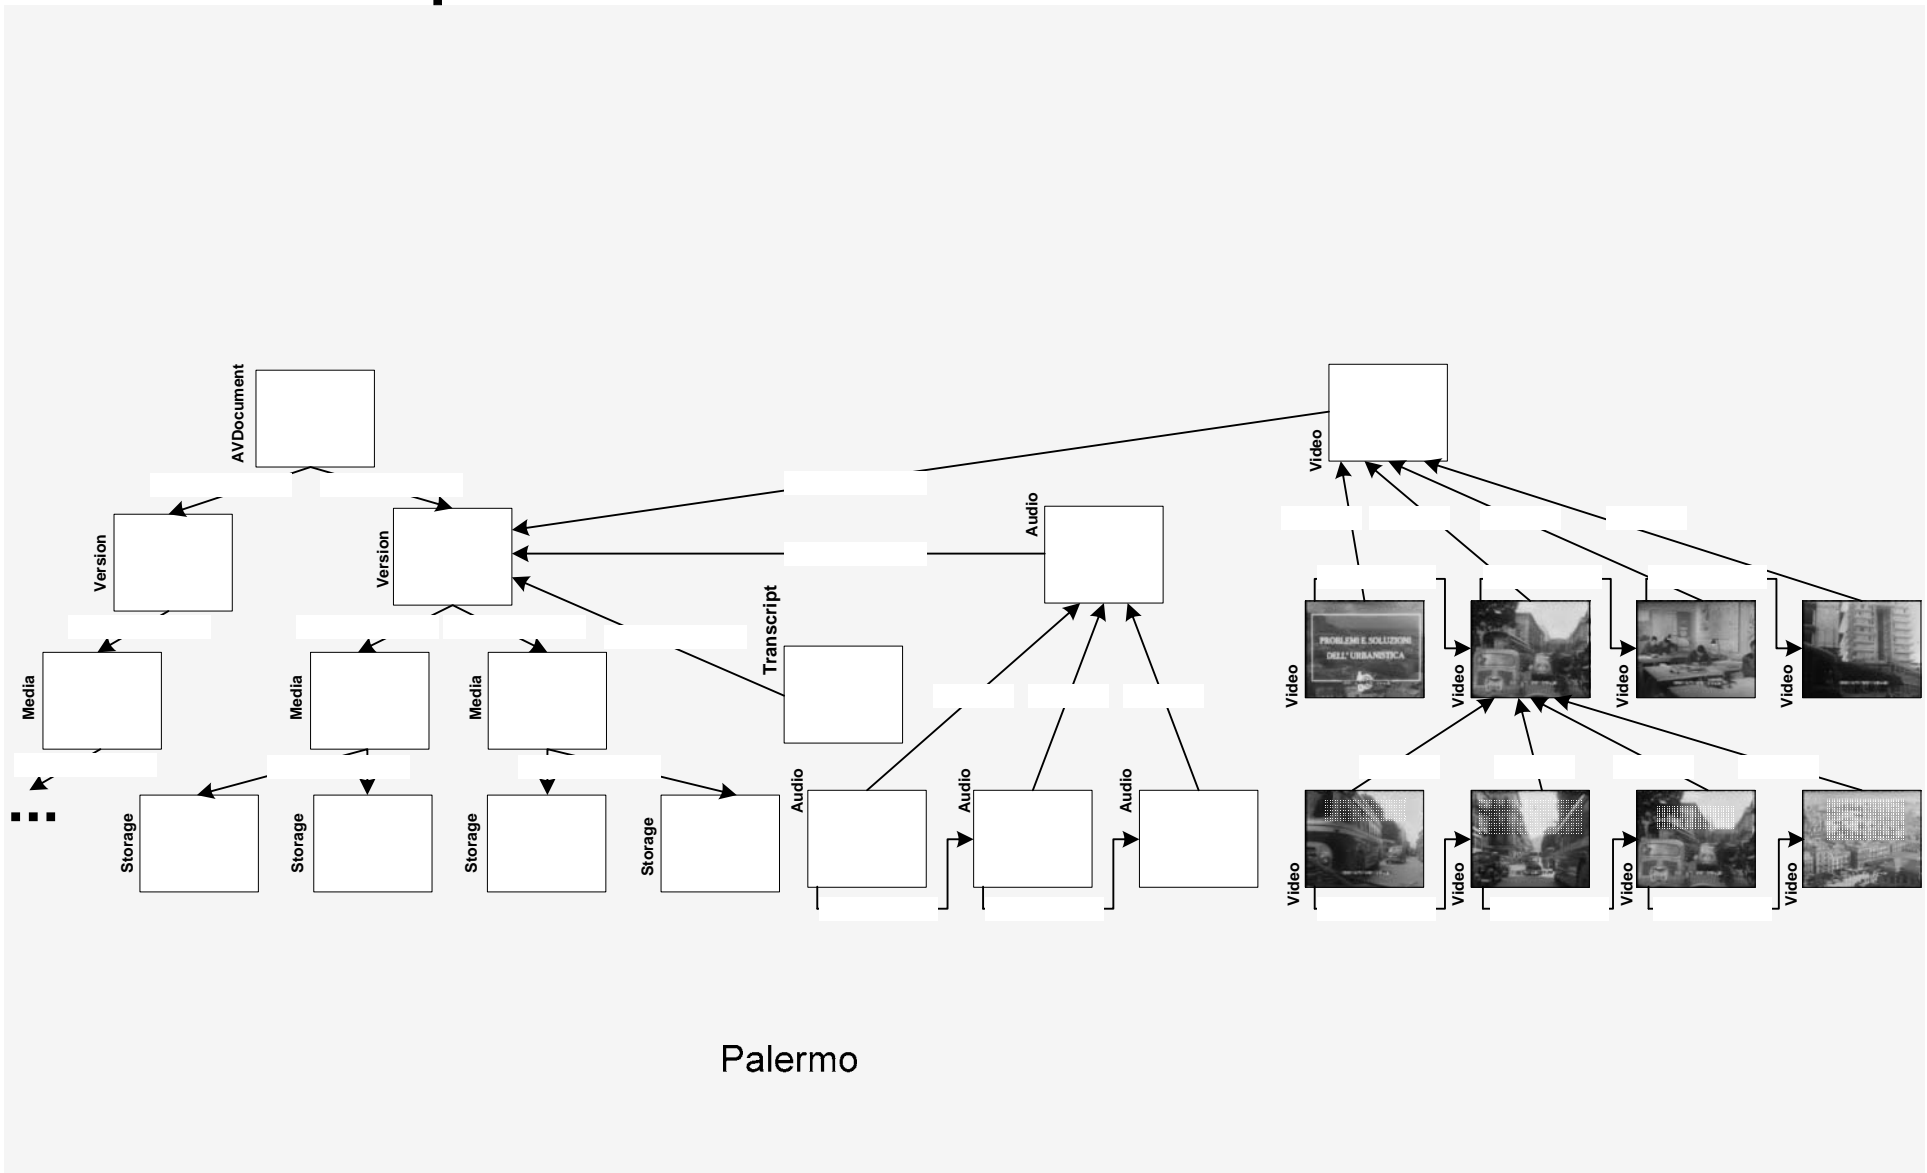 AVDocument
Video
Version
Version
Audio
Transcript
Media
Media
Media
Video
PROBLEMI E SOLUZIONI
DELL' URBANISTICA
Video
Video
Video
Storage
Storage
Storage
Storage
Audio
Audio
Audio
Video
Video
Video
Video
...
Palermo